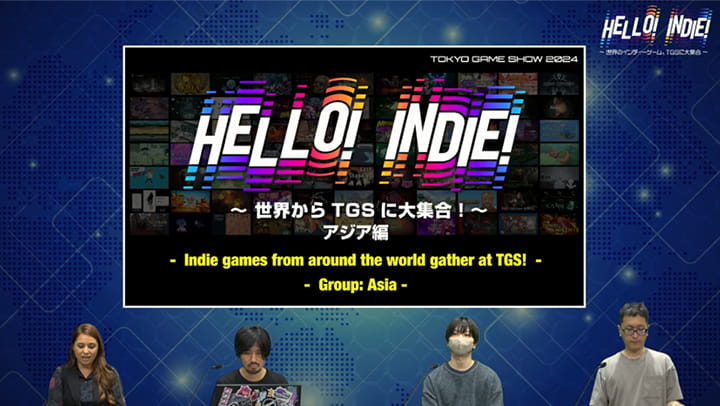 HELLO! INDIE!
～ 世界のインディーゲーム、TGSに大集合 ～
TOKYO GAME SHOW 2024
HELLO! INDIE!
～ 世界から TGS に大集合！～
アジア編
- Indie games from around the world gather at TGS! -
- Group: Asia -